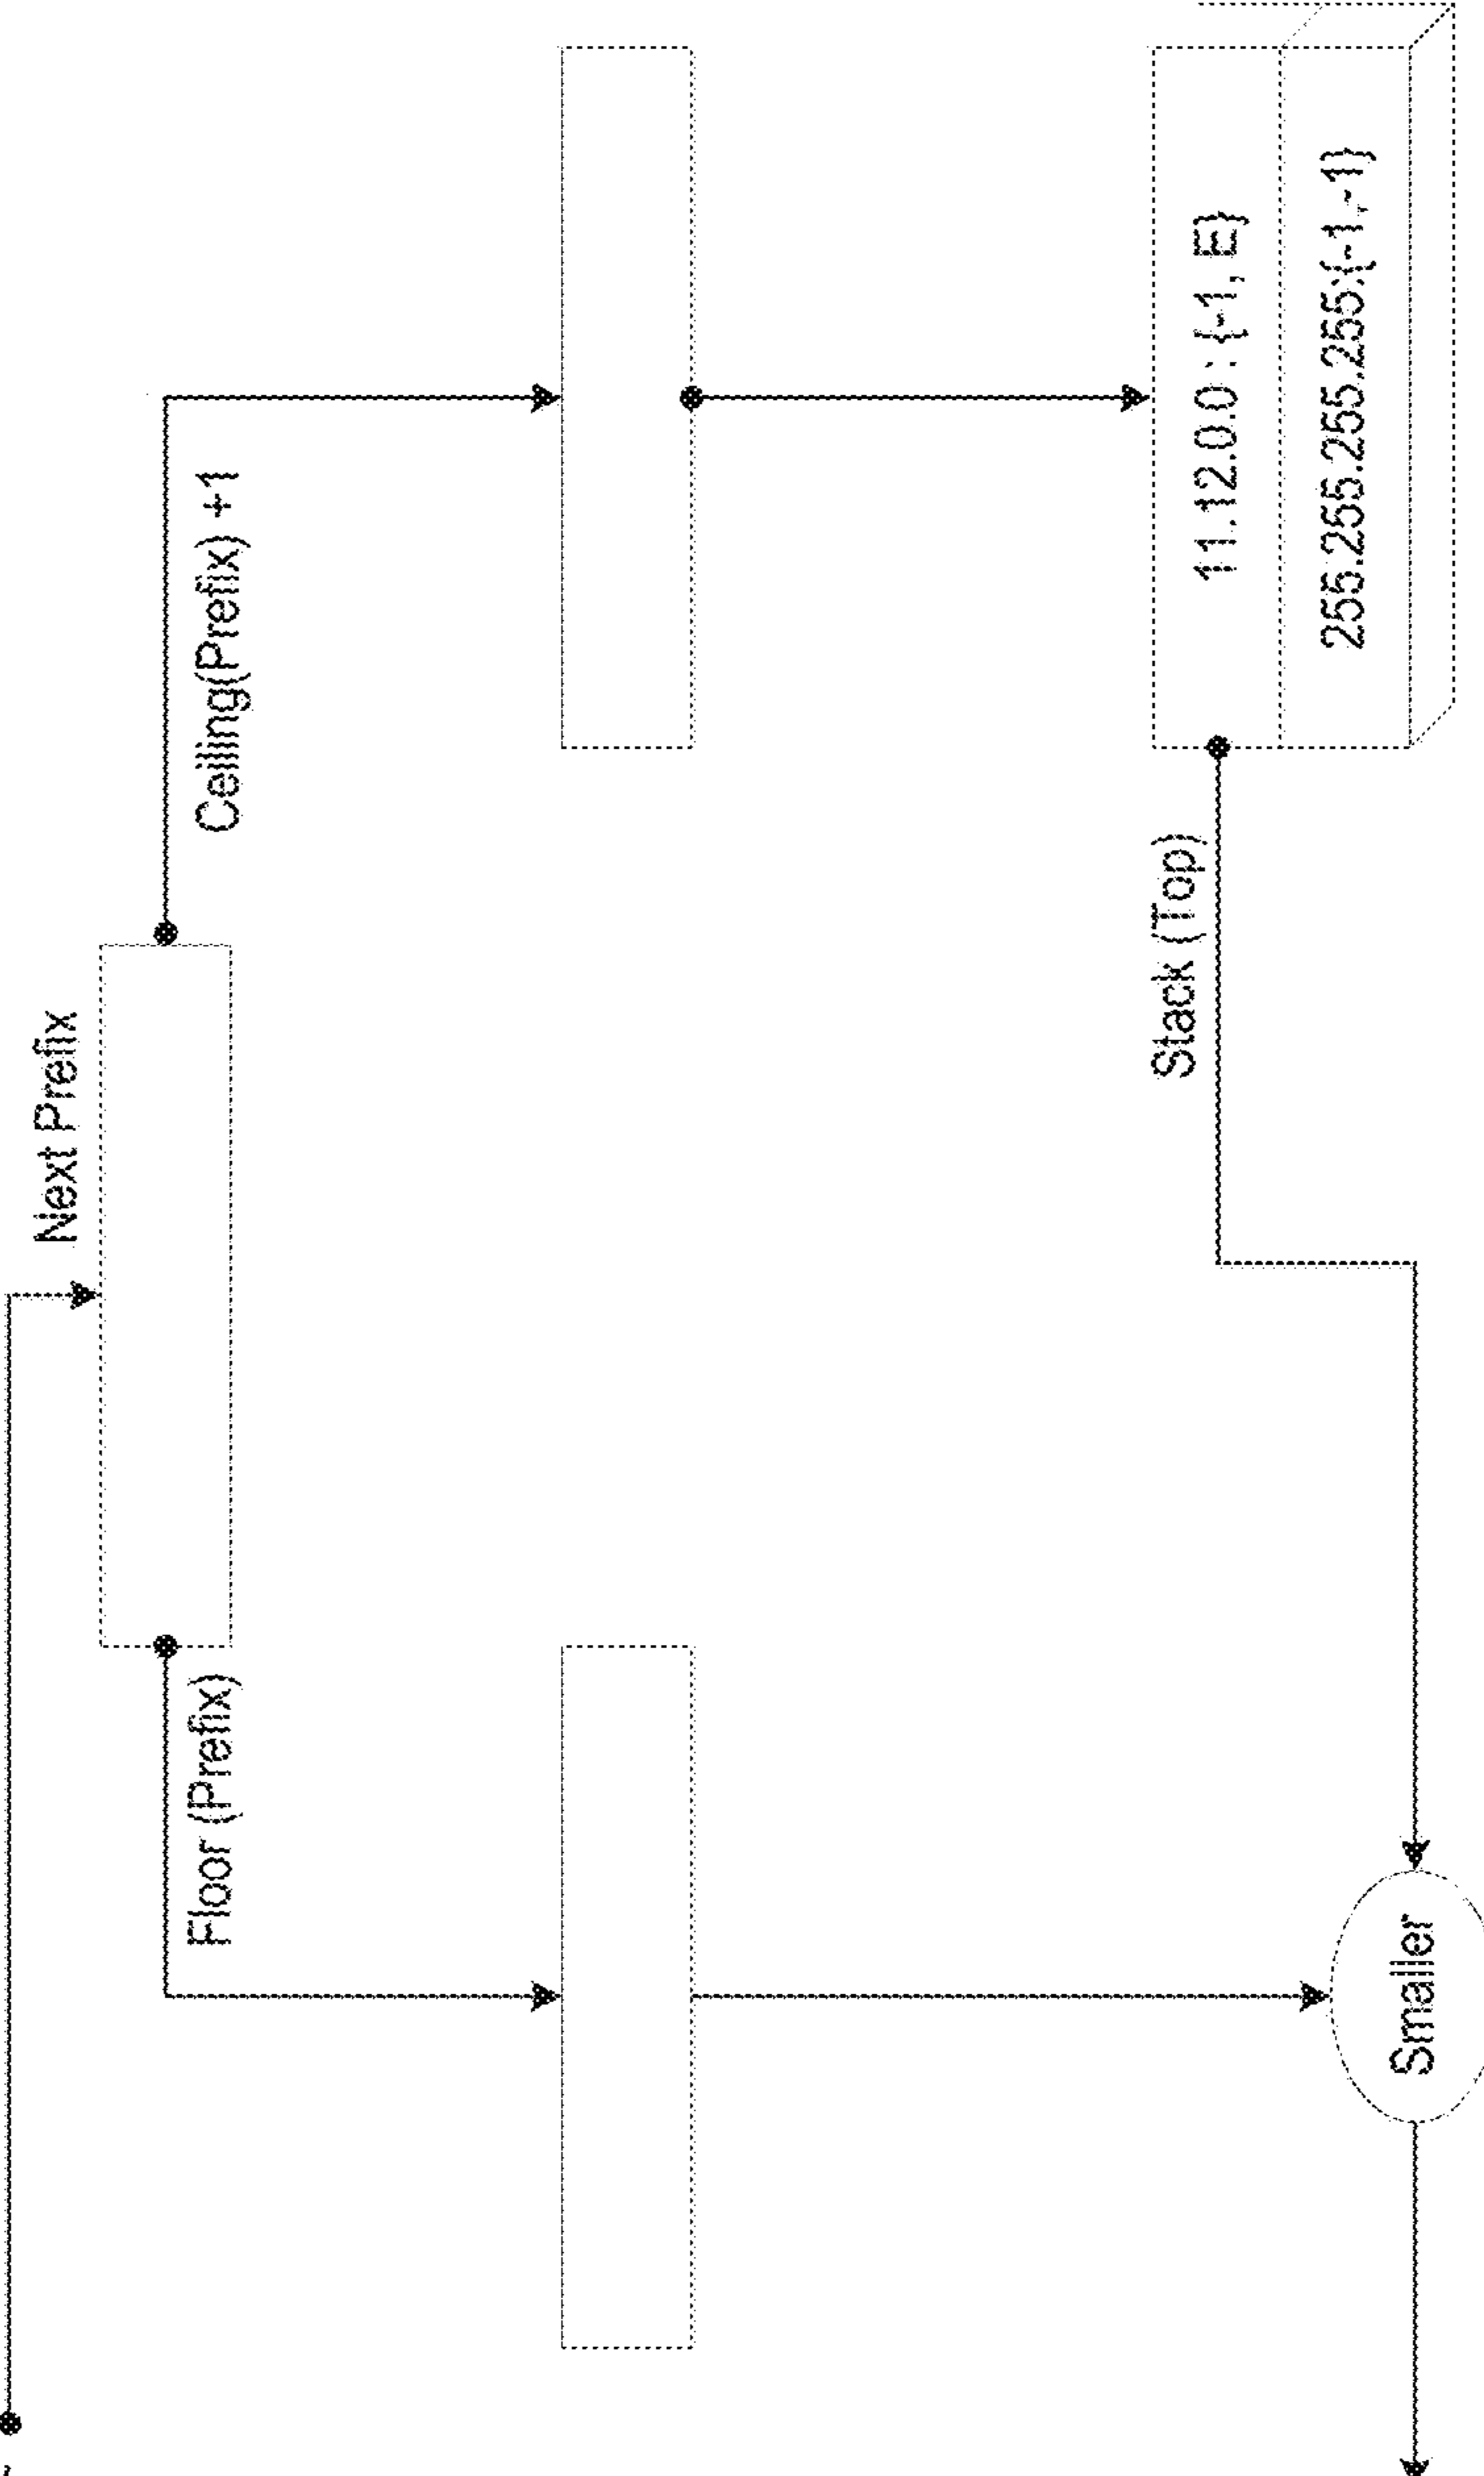 Next Prefix
Floor (Prefix)
Ceiling(Prefix) +1
Stack (Top)
11.12.0.0 : {-1, E}
255.255.255.255:{-1,-1}
Smaller